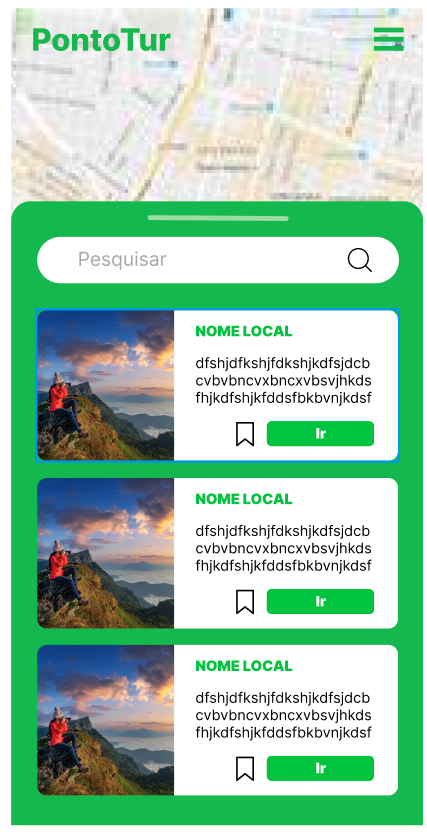 PontoTur
Pesquisar
NOME LOCAL
dfshjdfkshjfdkshjkdfsjdcb
cvbvbncvxbncxvbsvjhkds
fhjkdfshjkfddsfbkbvnjkdsf
Ir
NOME LOCAL
dfshjdfkshjfdkshjkdfsjdcb
cvbvbncvxbncxvbsvjhkds
fhjkdfshjkfddsfbkbvnjkdsf
Ir
NOME LOCAL
dfshjdfkshjfdkshjkdfsjdcb
cvbvbncvxbncxvbsvjhkds
fhjkdfshjkfddsfbkbvnjkdsf
Ir